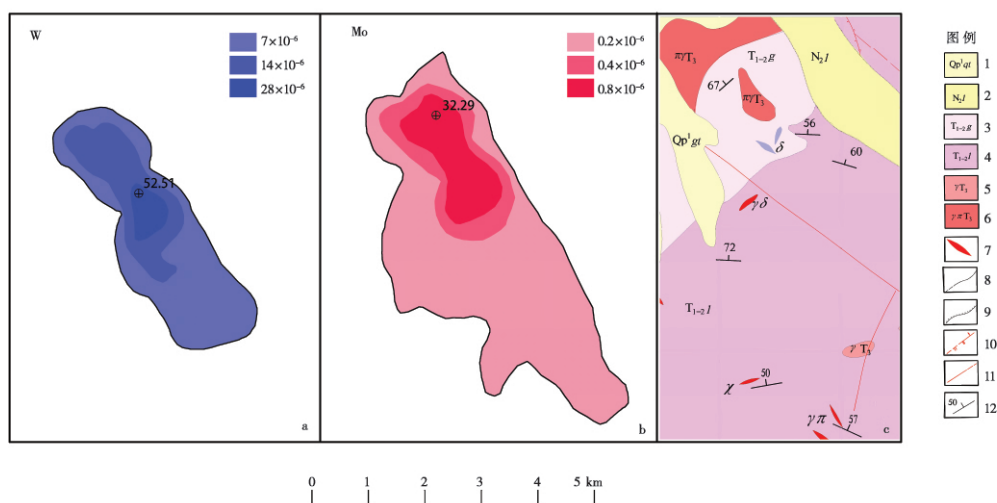 W
7×10⁻⁶
14×10⁻⁶
28×10⁻⁶
52.51
a
Mo
0.2×10⁻⁶
0.4×10⁻⁶
0.8×10⁻⁶
32.29
b
πγT₃
T₁₋₂g
N₂l
67
πγT₃
56
Qp¹gt
δ
60
γδ
72
T₁₋₂l
γT₃
50
χ
γπ
57
c
图例
Qp¹qt 1
N₂l 2
T₁₋₂g 3
T₁₋₂l 4
γT₃ 5
γπT₃ 6
7
8
9
10
11
50 12
0 1 2 3 4 5 km